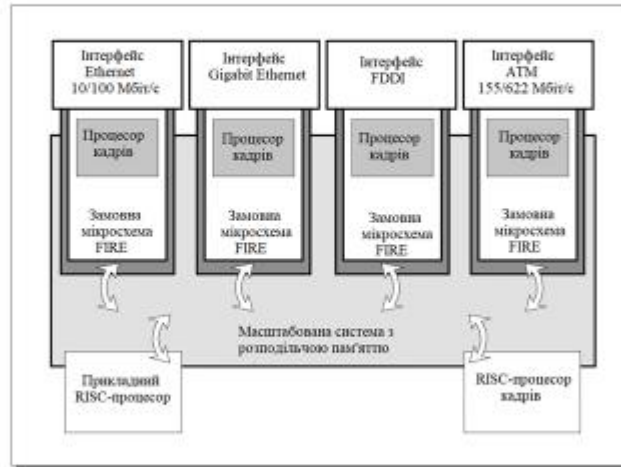 Інтерфейс
Ethernet
10/100 Мбіт/с
Інтерфейс
Gigabit Ethernet
Інтерфейс
FDDI
Інтерфейс
ATM
155/622 Мбіт/с
Процесор
кадрів
Процесор
кадрів
Процесор
кадрів
Процесор
кадрів
Замовна
мікросхема
FIRE
Замовна
мікросхема
FIRE
Замовна
мікросхема
FIRE
Замовна
мікросхема
FIRE
Масштабована система з
розподільчою пам'яттю
Прикладний
RISC-процесор
RISC-процесор
кадрів